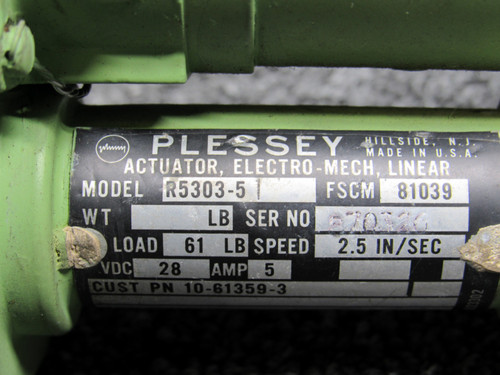 PLESSEY HILLSIDE, N.J.
MADE IN U.S.A.
ACTUATOR, ELECTRO-MECH, LINEAR
MODEL R5303-5 FSCM 81039
WT LB SER NO
LOAD 61 LB SPEED 2.5 IN/SEC
VDC 28 AMP 5
CUST PN 10-61359-3